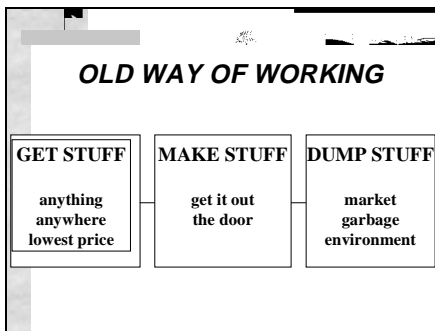 OLD WAY OF WORKING
GET STUFF
anything
anywhere
lowest price
MAKE STUFF
get it out
the door
DUMP STUFF
market
garbage
environment